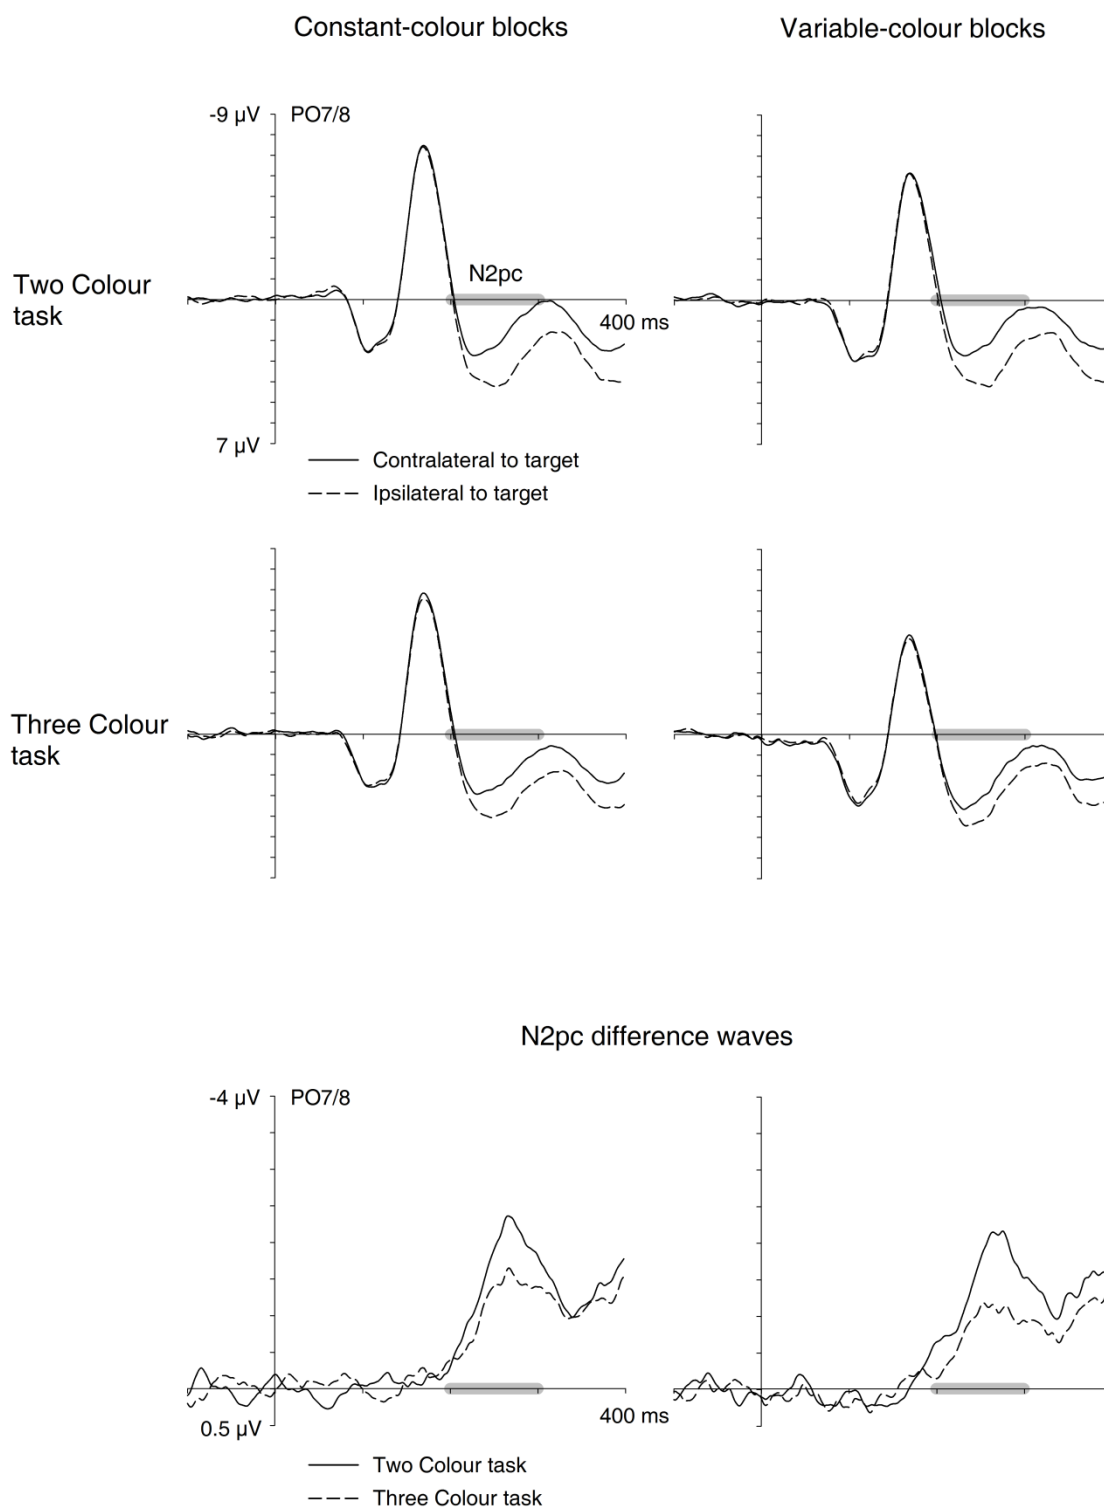 Constant-colour blocks
Variable-colour blocks
-9 µV
PO7/8
Two Colour
task
N2pc
400 ms
7 µV
Contralateral to target
Ipsilateral to target
Three Colour
task
N2pc difference waves
-4 µV
PO7/8
400 ms
0.5 µV
Two Colour task
Three Colour task